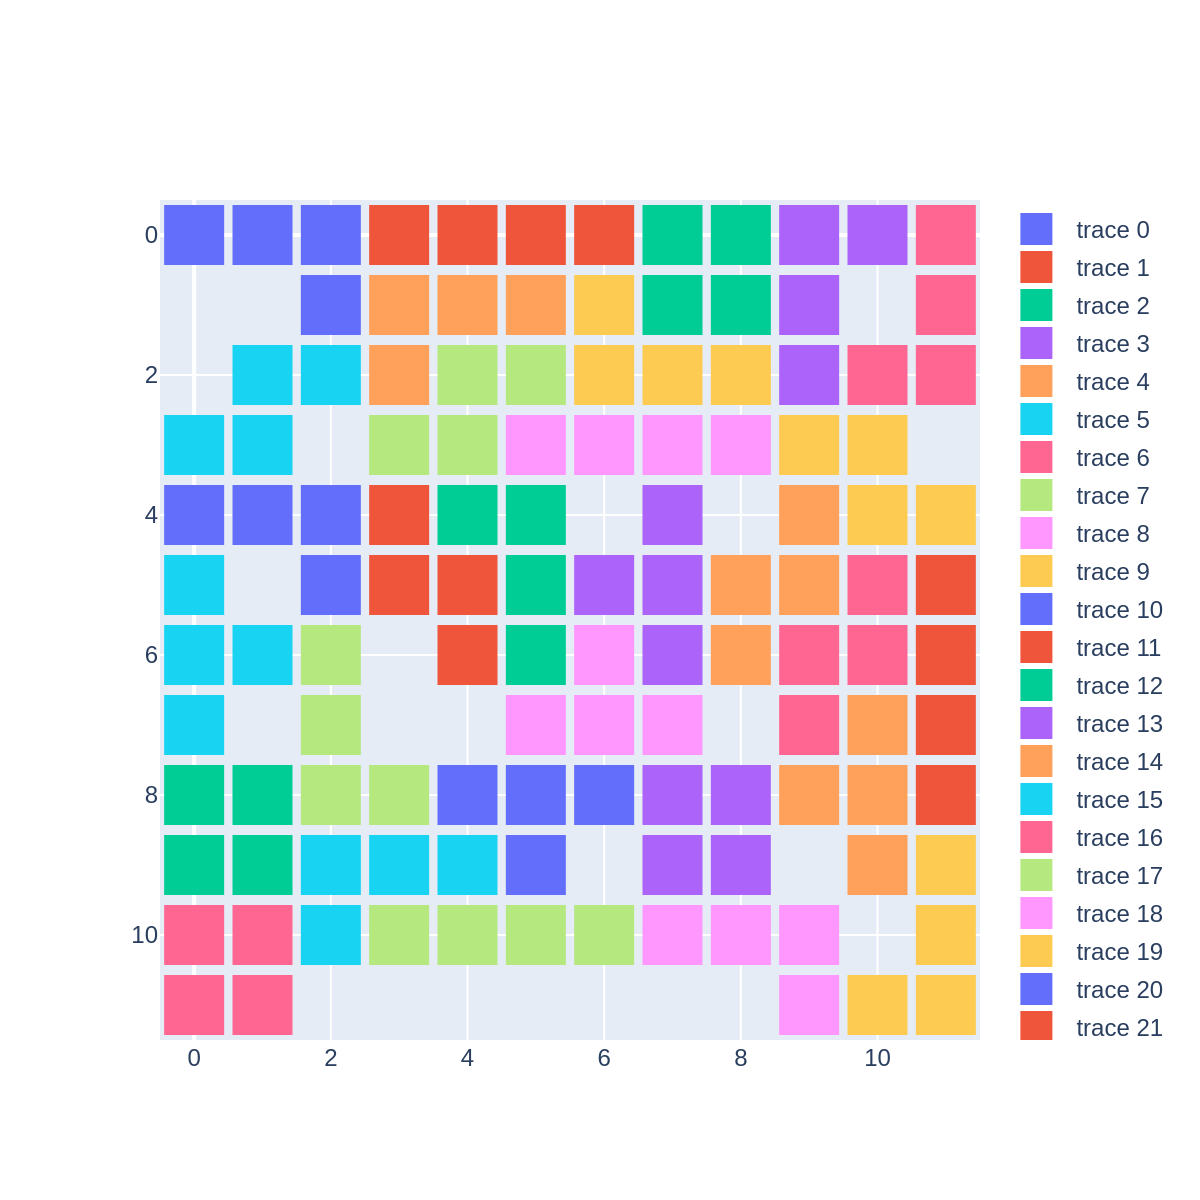 0
2
4
6
8
10
0 2 4 6 8 10
trace 0
trace 1
trace 2
trace 3
trace 4
trace 5
trace 6
trace 7
trace 8
trace 9
trace 10
trace 11
trace 12
trace 13
trace 14
trace 15
trace 16
trace 17
trace 18
trace 19
trace 20
trace 21